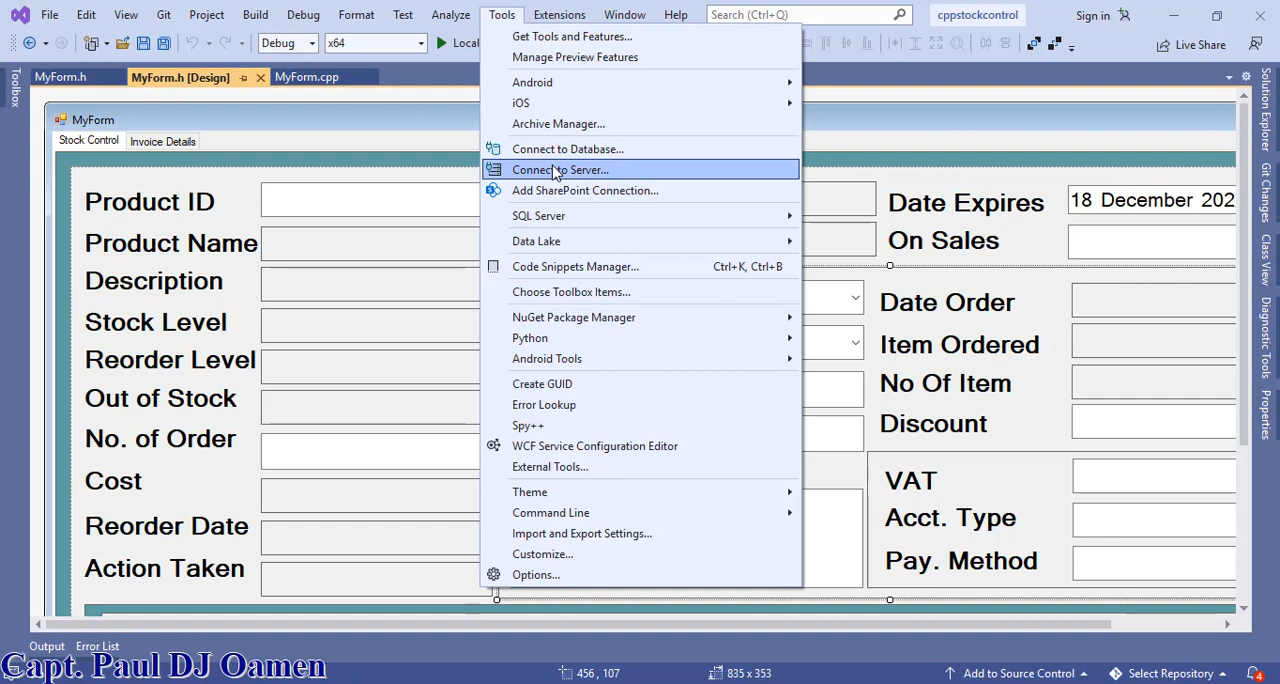 File Edit View Git Project Build Debug Format Test Analyze Tools Extensions Window Help Search (Ctrl+Q) cppstockcontrol Sign in
Debug x64 Local Live Share
MyForm.h MyForm.h [Design] MyForm.cpp
Toolbox
MyForm
Stock Control Invoice Details
Product ID
Product Name
Description
Stock Level
Reorder Level
Out of Stock
No. of Order
Cost
Reorder Date
Action Taken
Get Tools and Features...
Manage Preview Features
Android
iOS
Archive Manager...
Connect to Database...
Connect to Server...
Add SharePoint Connection...
SQL Server
Data Lake
Code Snippets Manager... Ctrl+K, Ctrl+B
Choose Toolbox Items...
NuGet Package Manager
Python
Android Tools
Create GUID
Error Lookup
Spy++
WCF Service Configuration Editor
External Tools...
Theme
Command Line
Import and Export Settings...
Customize...
Options...
Date Expires 18 December 202
On Sales
Date Order
Item Ordered
No Of Item
Discount
VAT
Acct. Type
Pay. Method
Solution Explorer
Git Changes
Class View
Diagnostic Tools
Properties
Output Error List
Capt. Paul DJ Oamen
456 , 107 835 x 353 Add to Source Control Select Repository 4